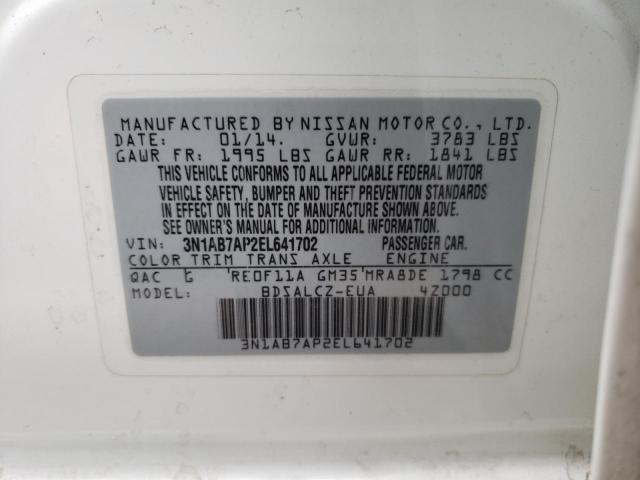 MANUFACTURED BY NISSAN MOTOR CO., LTD.
DATE: 01/14. GVWR: 3783 LBS
GAWR FR: 1995 LBS GAWR RR: 1841 LBS
THIS VEHICLE CONFORMS TO ALL APPLICABLE FEDERAL MOTOR
VEHICLE SAFETY, BUMPER AND THEFT PREVENTION STANDARDS
IN EFFECT ON THE DATE OF MANUFACTURE SHOWN ABOVE.
SEE OWNER'S MANUAL FOR ADDITIONAL INFORMATION.
VIN: 3N1AB7AP2EL641702 PASSENGER CAR.
COLOR TRIM TRANS AXLE ENGINE
QAC G RE0F11A GM35 MRA8DE 1798 CC
MODEL: BDSALCZ-EUA 4Z000
3N1AB7AP2EL641702